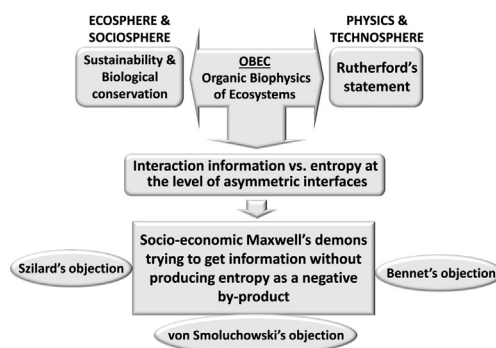 ECOSPHERE &
SOCIOSPHERE
PHYSICS &
TECHNOSPHERE
Sustainability &
Biological
conservation
OBEC
Organic Biophysics
of Ecosystems
Rutherford's
statement
Interaction information vs. entropy at
the level of asymmetric interfaces
Socio-economic Maxwell's demons
trying to get information without
producing entropy as a negative
by-product
Szilard's objection
Bennet's objection
von Smoluchowski's objection